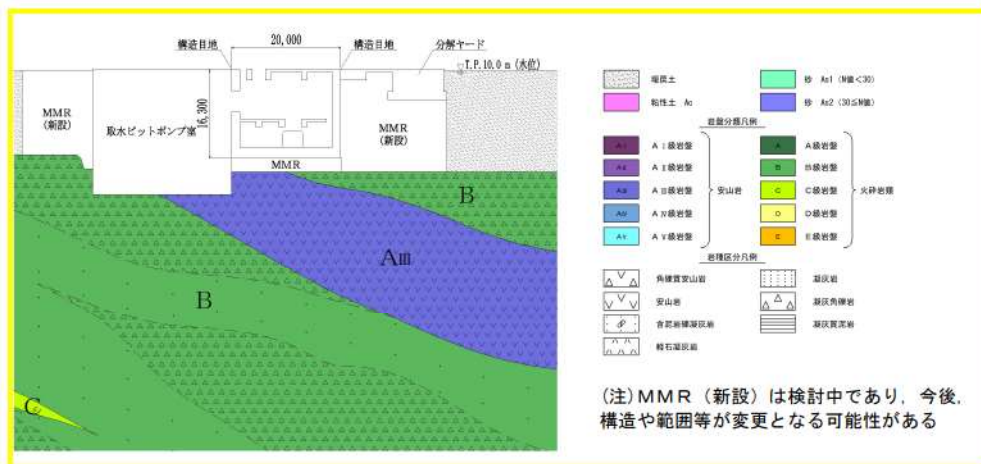 20,000
構造目地
構造目地
分解ヤード
T.P.10.0 m (水位)
16,300
MMR
(新設)
取水ピットポンプ室
MMR
MMR
(新設)
B
AⅢ
B
C
埋戻土
砂 As1 (N値<30)
粘性土 Ac
砂 As2 (30≦N値)
岩盤分類凡例
AⅠ級岩盤
A A級岩盤
AⅡ級岩盤
B B級岩盤
AⅢ級岩盤
安山岩
C C級岩盤
火砕岩類
AⅣ級岩盤
D D級岩盤
AⅤ級岩盤
E E級岩盤
岩種区分凡例
角礫質安山岩
凝灰岩
安山岩
凝灰角礫岩
含泥岩礫凝灰岩
凝灰質泥岩
軽石凝灰岩
(注)MMR(新設)は検討中であり,今後,
構造や範囲等が変更となる可能性がある